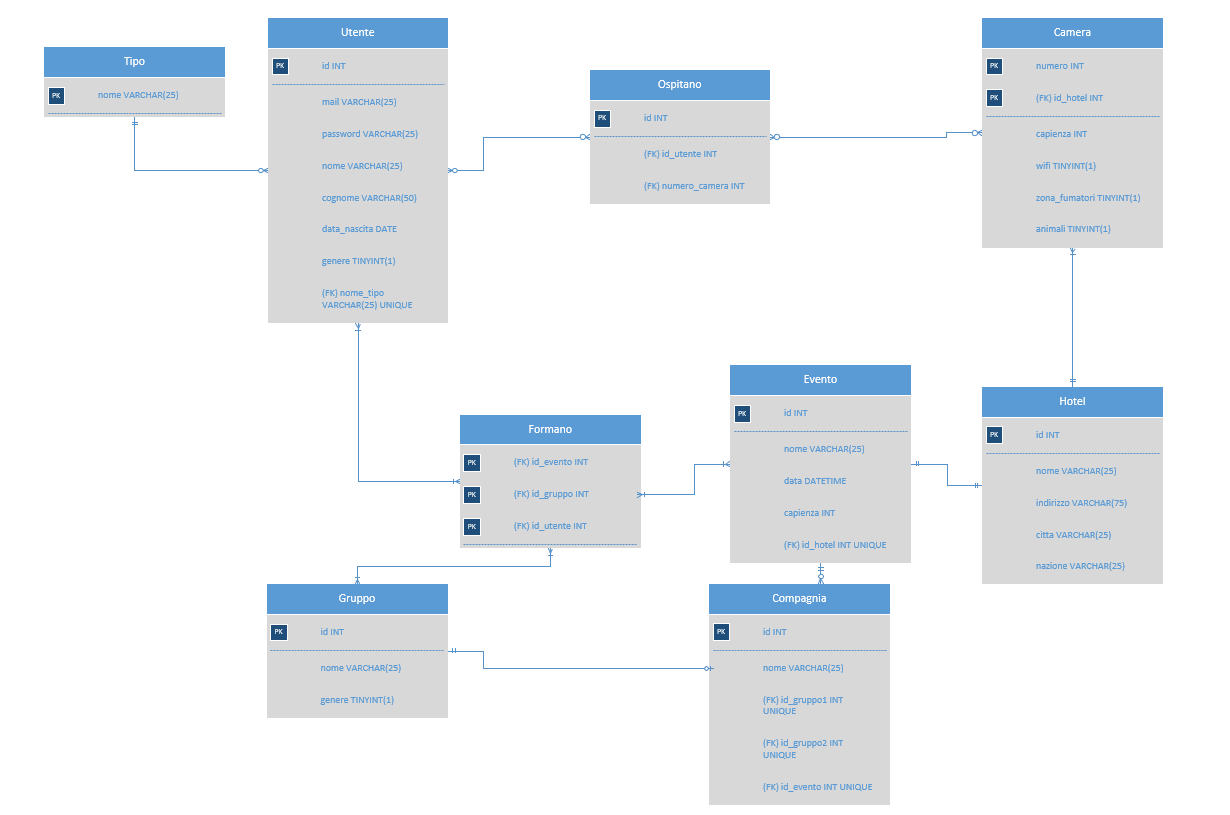 Tipo
PK nome VARCHAR(25)
Utente
PK id INT
mail VARCHAR(25)
password VARCHAR(25)
nome VARCHAR(25)
cognome VARCHAR(50)
data_nascita DATE
genere TINYINT(1)
(FK) nome_tipo
VARCHAR(25) UNIQUE
Ospitano
PK id INT
(FK) id_utente INT
(FK) numero_camera INT
Camera
PK numero INT
PK (FK) id_hotel INT
capienza INT
wifi TINYINT(1)
zona_fumatori TINYINT(1)
animali TINYINT(1)
Formano
PK (FK) id_evento INT
PK (FK) id_gruppo INT
PK (FK) id_utente INT
Evento
PK id INT
nome VARCHAR(25)
data DATETIME
capienza INT
(FK) id_hotel INT UNIQUE
Hotel
PK id INT
nome VARCHAR(25)
indirizzo VARCHAR(75)
citta VARCHAR(25)
nazione VARCHAR(25)
Gruppo
PK id INT
nome VARCHAR(25)
genere TINYINT(1)
Compagnia
PK id INT
nome VARCHAR(25)
(FK) id_gruppo1 INT
UNIQUE
(FK) id_gruppo2 INT
UNIQUE
(FK) id_evento INT UNIQUE